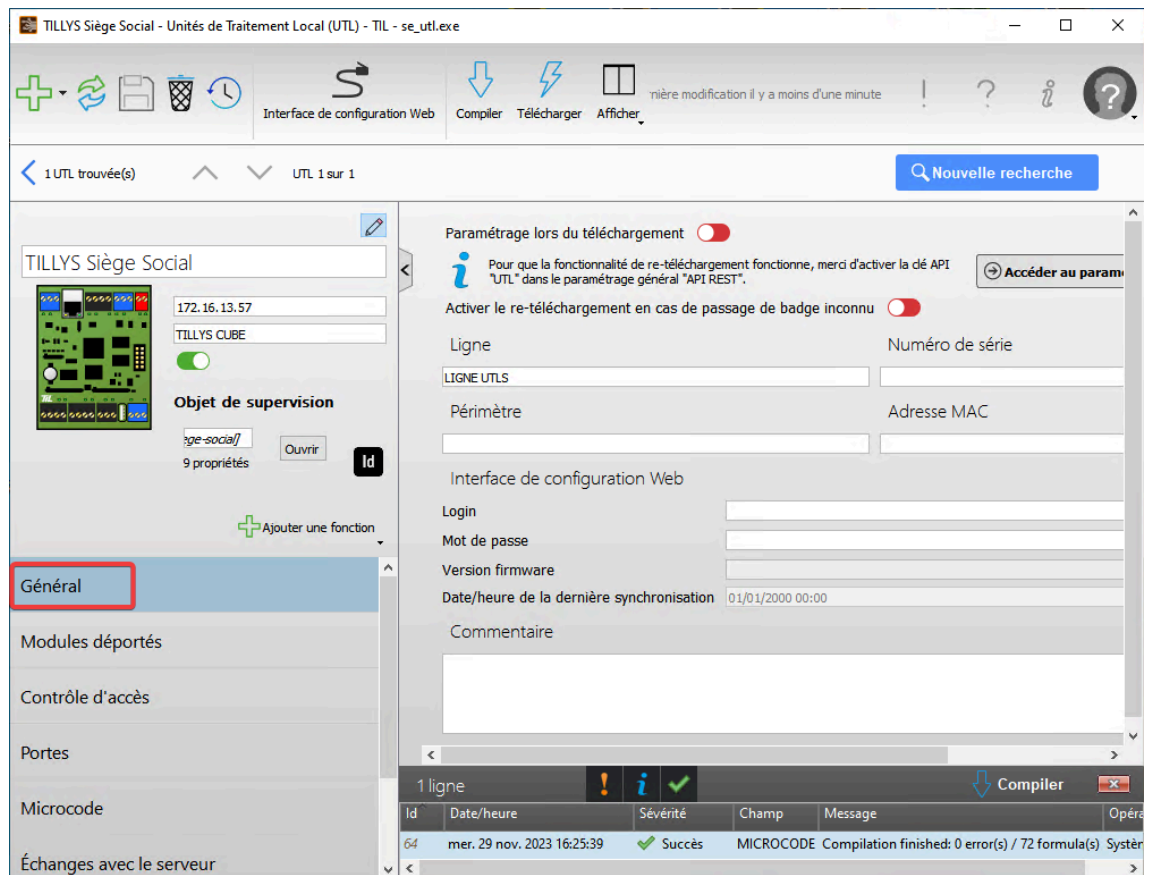 TILLYS Siège Social - Unités de Traitement Local (UTL) - TIL - se_utl.exe
Interface de configuration Web
Compiler
Télécharger
Afficher
nière modification il y a moins d'une minute
1 UTL trouvée(s)
UTL 1 sur 1
Nouvelle recherche
TILLYS Siège Social
172.16.13.57
TILLYS CUBE
Objet de supervision
ege-social]
Ouvrir
9 propriétés
Id
Ajouter une fonction
Général
Modules déportés
Contrôle d'accès
Portes
Microcode
Échanges avec le serveur
Paramétrage lors du téléchargement
Pour que la fonctionnalité de re-téléchargement fonctionne, merci d'activer la clé API
"UTL" dans le paramétrage général "API REST".
Accéder au param
Activer le re-téléchargement en cas de passage de badge inconnu
Ligne
Numéro de série
LIGNE UTLS
Périmètre
Adresse MAC
Interface de configuration Web
Login
Mot de passe
Version firmware
Date/heure de la dernière synchronisation 01/01/2000 00:00
Commentaire
1 ligne
Compiler
Id Date/heure Sévérité Champ Message Opéra
64 mer. 29 nov. 2023 16:25:39 Succès MICROCODE Compilation finished: 0 error(s) / 72 formula(s) Systèr